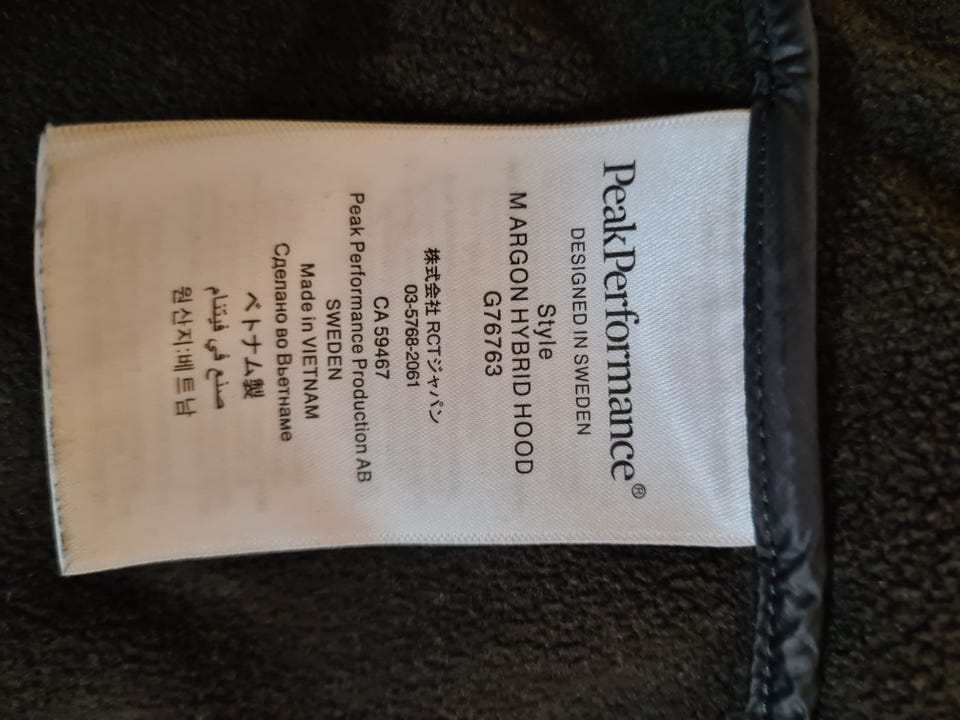 PeakPerformance®
DESIGNED IN SWEDEN
Style
M ARGON HYBRID HOOD
G76763
株式会社 RCTジャパン
03-5768-2061
CA 59467
Peak Performance Production AB
SWEDEN
Made in VIETNAM
Сделано во Вьетнаме
ベトナム製
صنع في فيتنام
원산지:베트남